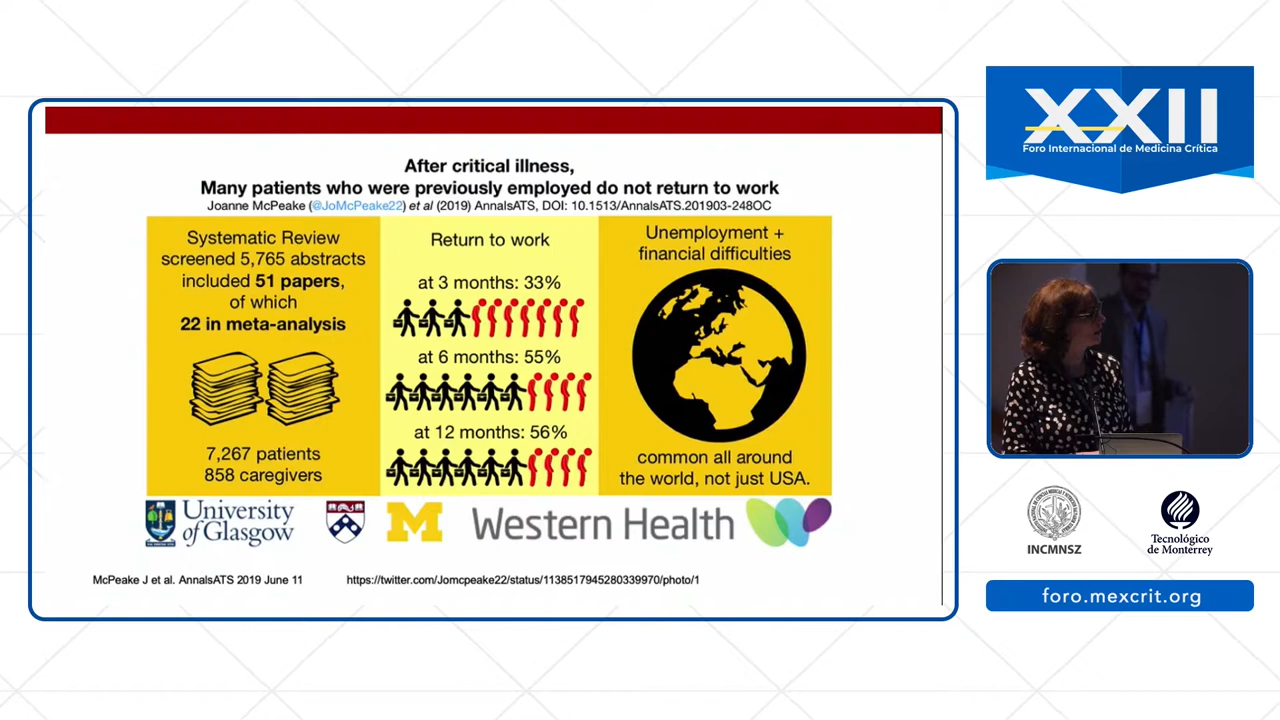 After critical illness,
Many patients who were previously employed do not return to work
Joanne McPeake (@JoMcPeake22) et al (2019) AnnalsATS, DOI: 10.1513/AnnalsATS.201903-248OC
Systematic Review
screened 5,765 abstracts
included 51 papers,
of which
22 in meta-analysis
7,267 patients
858 caregivers
Return to work
at 3 months: 33%
at 6 months: 55%
at 12 months: 56%
Unemployment +
financial difficulties
common all around
the world, not just USA.
University
of Glasgow
M
Western Health
McPeake J et al. AnnalsATS 2019 June 11
https://twitter.com/Jomcpeake22/status/1138517945280339970/photo/1
XXII
Foro Internacional de Medicina Crítica
INCMNSZ
Tecnológico
de Monterrey
foro.mexcrit.org